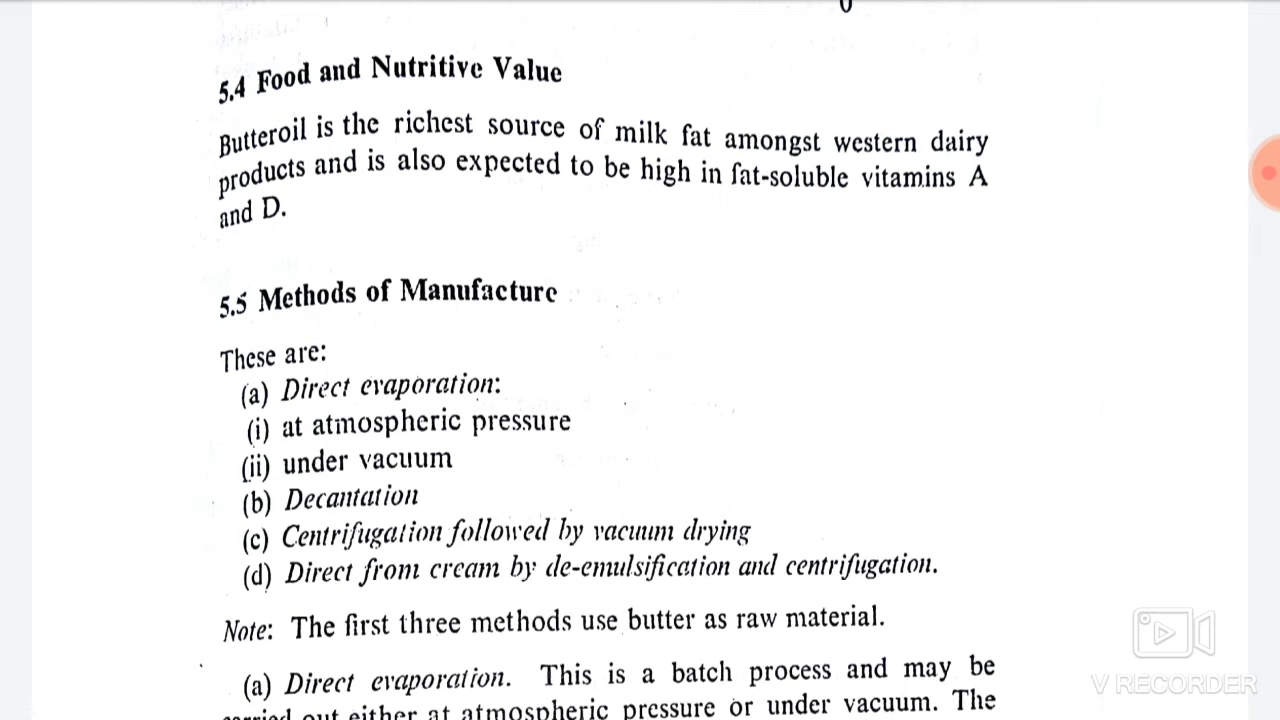 5.4 Food and Nutritive Value
Butteroil is the richest source of milk fat amongst western dairy
products and is also expected to be high in fat-soluble vitamins A
and D.
5.5 Methods of Manufacture
These are:
(a) Direct evaporation:
(i) at atmospheric pressure
(ii) under vacuum
(b) Decantation
(c) Centrifugation followed by vacuum drying
(d) Direct from cream by de-emulsification and centrifugation.
Note: The first three methods use butter as raw material.
(a) Direct evaporation. This is a batch process and may be
carried out either at atmospheric pressure or under vacuum. The
V RECORDER